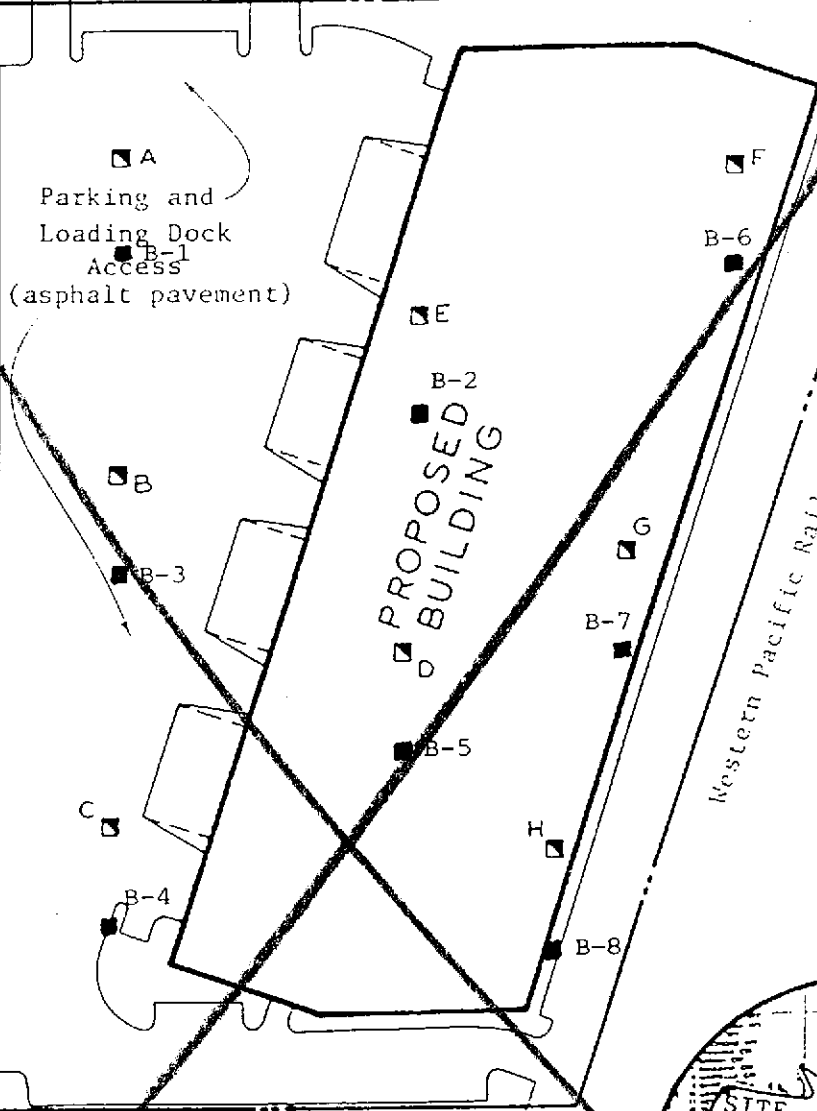 A
Parking and
Loading Dock
B-1
Access
(asphalt pavement)
F
B-6
E
B-2
PROPOSED
BUILDING
B
B-3
G
B-7
D
B-5
Western Pacific
C
H
B-4
B-8
SITE